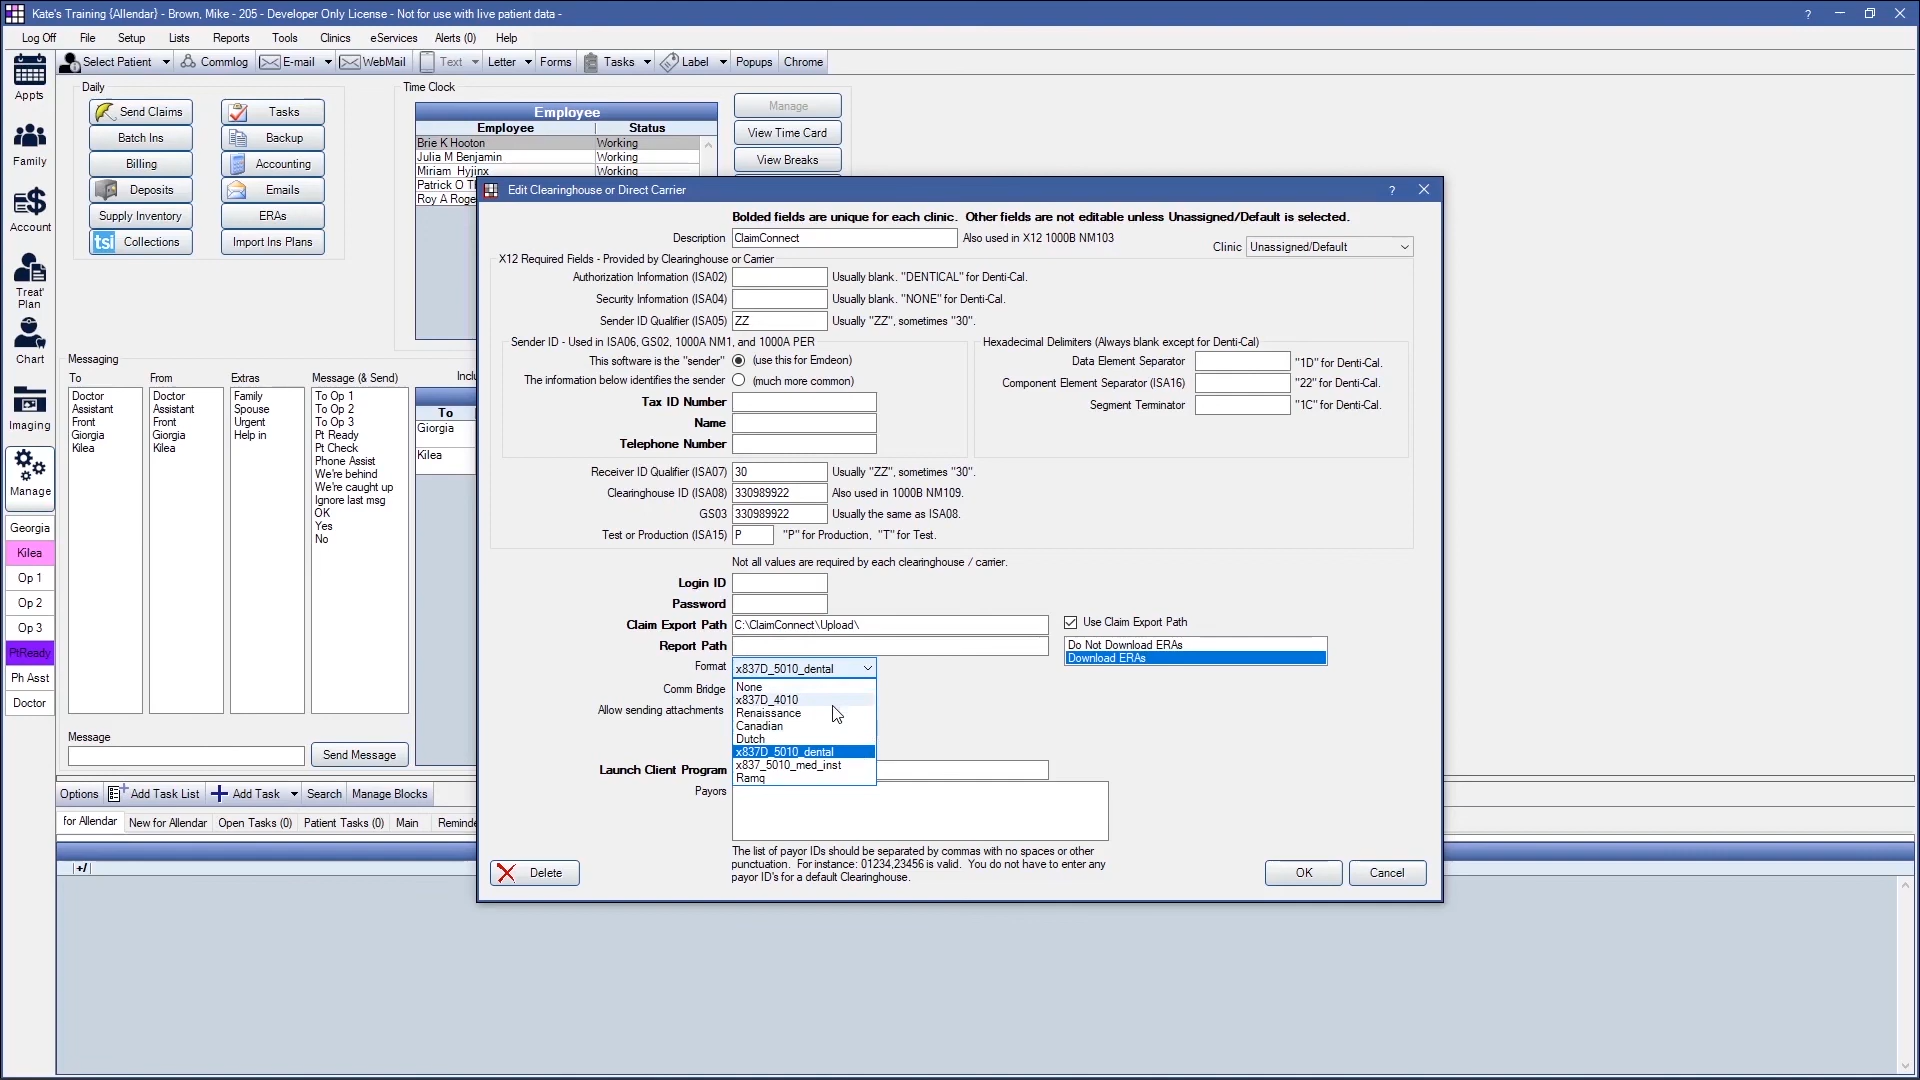 Kate's Training {Allendar} - Brown, Mike - 205 - Developer Only License - Not for use with live patient data -
Log Off File Setup Lists Reports Tools Clinics eServices Alerts (0) Help
Select Patient Commlog E-mail WebMail Text Letter Forms Tasks Label Popups Chrome
Appts
Family
Account
Treat'
Plan
Chart
Imaging
Manage
Georgia
Kilea
Op 1
Op 2
Op 3
PtReady
Ph Asst
Doctor
Daily
Send Claims Tasks
Batch Ins Backup
Billing Accounting
Deposits Emails
Supply Inventory ERAs
tsi Collections Import Ins Plans
Time Clock
Employee
Employee Status
Brie K Hooton Working
Julia M Benjamin Working
Miriam Hyjinx Working
Patrick O T
Roy A Roge
Manage
View Time Card
View Breaks
Messaging
To From Extras Message (& Send) Inclu
Doctor Doctor Family To Op 1
Assistant Assistant Spouse To Op 2
Front Front Urgent To Op 3
Giorgia Giorgia Help in Pt Ready
Kilea Kilea Pt Check
Phone Assist
We're behind
We're caught up
Ignore last msg
OK
Yes
No
To
Giorgia
Kilea
Message
Send Message
Options Add Task List Add Task Search Manage Blocks
for Allendar New for Allendar Open Tasks (0) Patient Tasks (0) Main Reminde
+/
Edit Clearinghouse or Direct Carrier ?
Bolded fields are unique for each clinic. Other fields are not editable unless Unassigned/Default is selected.
Description ClaimConnect Also used in X12 1000B NM103
Clinic Unassigned/Default
X12 Required Fields - Provided by Clearinghouse or Carrier
Authorization Information (ISA02) Usually blank. "DENTICAL" for Denti-Cal.
Security Information (ISA04) Usually blank. "NONE" for Denti-Cal.
Sender ID Qualifier (ISA05) ZZ Usually "ZZ", sometimes "30".
Sender ID - Used in ISA06, GS02, 1000A NM1, and 1000A PER
This software is the "sender" (use this for Emdeon)
The information below identifies the sender (much more common)
Tax ID Number
Name
Telephone Number
Hexadecimal Delimiters (Always blank except for Denti-Cal)
Data Element Separator "1D" for Denti-Cal.
Component Element Separator (ISA16) "22" for Denti-Cal.
Segment Terminator "1C" for Denti-Cal.
Receiver ID Qualifier (ISA07) 30 Usually "ZZ", sometimes "30".
Clearinghouse ID (ISA08) 330989922 Also used in 1000B NM109.
GS03 330989922 Usually the same as ISA08.
Test or Production (ISA15) P "P" for Production, "T" for Test.
Not all values are required by each clearinghouse / carrier.
Login ID
Password
Claim Export Path C:\ClaimConnect\Upload\ Use Claim Export Path
Report Path
Do Not Download ERAs
Download ERAs
Format x837D_5010_dental
Comm Bridge
Allow sending attachments
None
x837D_4010
Renaissance
Canadian
Dutch
x837D_5010_dental
x837_5010_med_inst
Ramq
Launch Client Program
Payors
The list of payor IDs should be separated by commas with no spaces or other
punctuation. For instance: 01234,23456 is valid. You do not have to enter any
payor ID's for a default Clearinghouse.
Delete OK Cancel